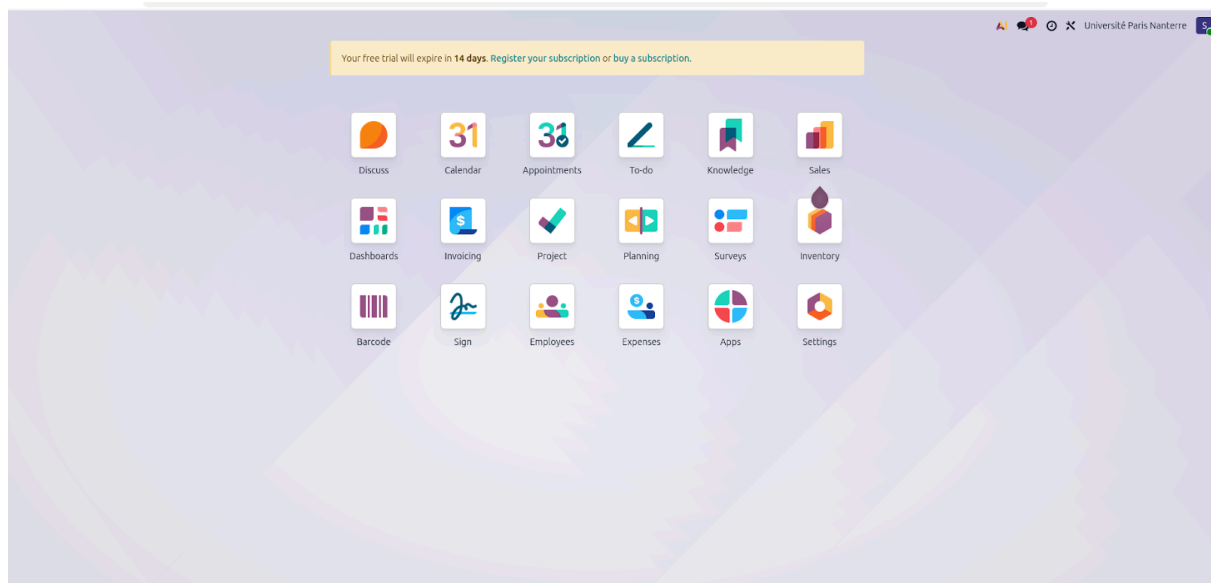 1
Université Paris Nanterre
S
Your free trial will expire in 14 days. Register your subscription or buy a subscription.
31
31
Discuss
Calendar
Appointments
To-do
Knowledge
Sales
$
Dashboards
Invoicing
Project
Planning
Surveys
Inventory
$
Barcode
Sign
Employees
Expenses
Apps
Settings